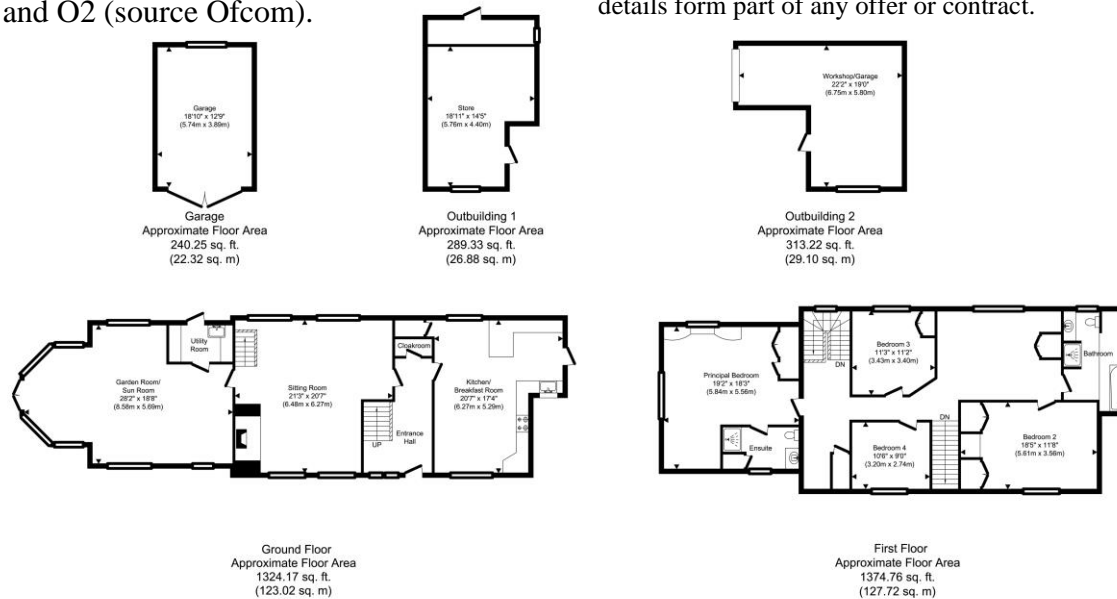 and O2 (source Ofcom).
details form part of any offer or contract.
Garage
18'10" x 12'9"
(5.74m x 3.89m)
Garage
Approximate Floor Area
240.25 sq. ft.
(22.32 sq. m)
Store
18'11" x 14'5"
(5.76m x 4.40m)
Outbuilding 1
Approximate Floor Area
289.33 sq. ft.
(26.88 sq. m)
Workshop/Garage
22'2" x 19'0"
(6.75m x 5.80m)
Outbuilding 2
Approximate Floor Area
313.22 sq. ft.
(29.10 sq. m)
Utility
Room
Garden Room/
Sun Room
28'2" x 18'8"
(8.58m x 5.69m)
Sitting Room
21'3" x 20'7"
(6.48m x 6.27m)
Cloakroom
UP
Entrance
Hall
Kitchen/
Breakfast Room
20'7" x 17'4"
(6.27m x 5.29m)
Ground Floor
Approximate Floor Area
1324.17 sq. ft.
(123.02 sq. m)
Principal Bedroom
19'2" x 18'3"
(5.84m x 5.56m)
Ensuite
DN
Bedroom 3
11'3" x 11'2"
(3.43m x 3.40m)
Bedroom 4
10'6" x 9'0"
(3.20m x 2.74m)
DN
Bedroom 2
18'5" x 11'8"
(5.61m x 3.56m)
Bathroom
First Floor
Approximate Floor Area
1374.76 sq. ft.
(127.72 sq. m)